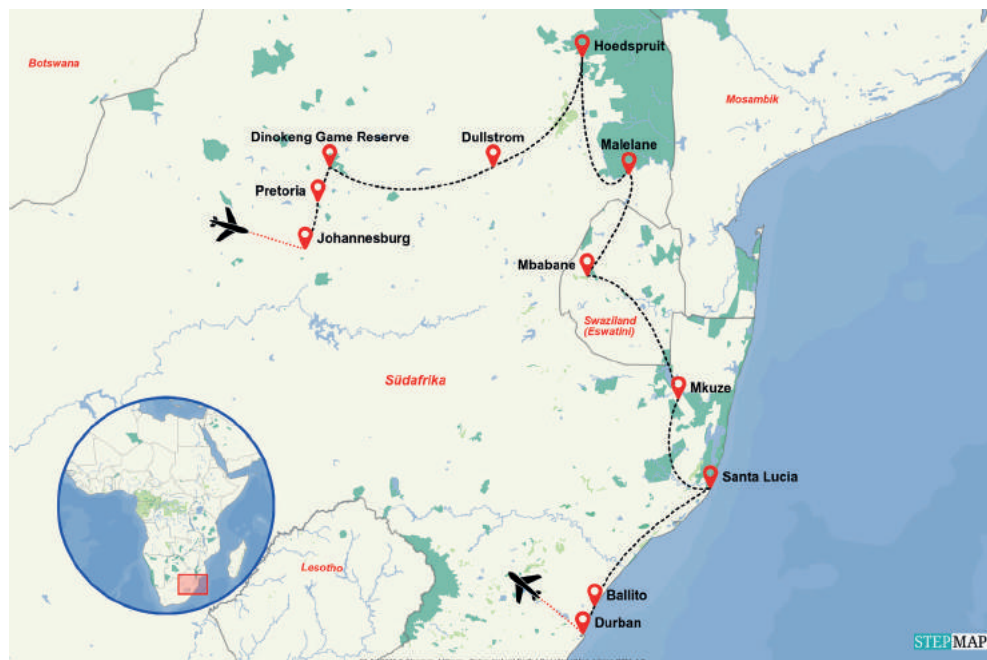 Hoedspruit
Botswana
Mosambik
Dinokeng Game Reserve
Dullstrom
Malelane
Pretoria
Johannesburg
Mbabane
Swaziland
(Eswatini)
Südafrika
Mkuze
Santa Lucia
Lesotho
Ballito
Durban
STEPMAP